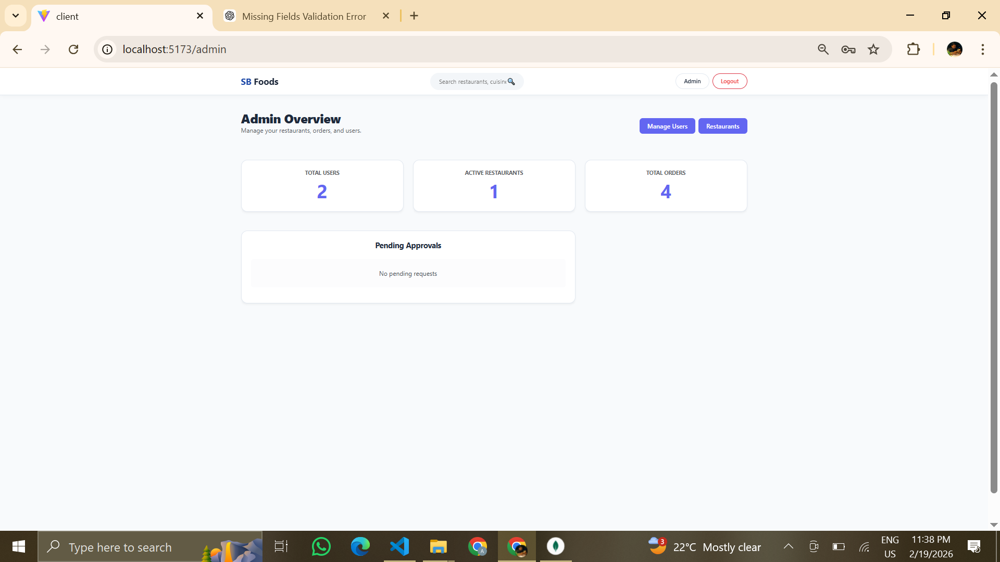 client
Missing Fields Validation Error
localhost:5173/admin
SB Foods
Search restaurants, cuisine
Admin
Logout
Admin Overview
Manage your restaurants, orders, and users.
Manage Users
Restaurants
TOTAL USERS
2
ACTIVE RESTAURANTS
1
TOTAL ORDERS
4
Pending Approvals
No pending requests
Type here to search
A
3
22°C Mostly clear
ENG
US
11:38 PM
2/19/2026